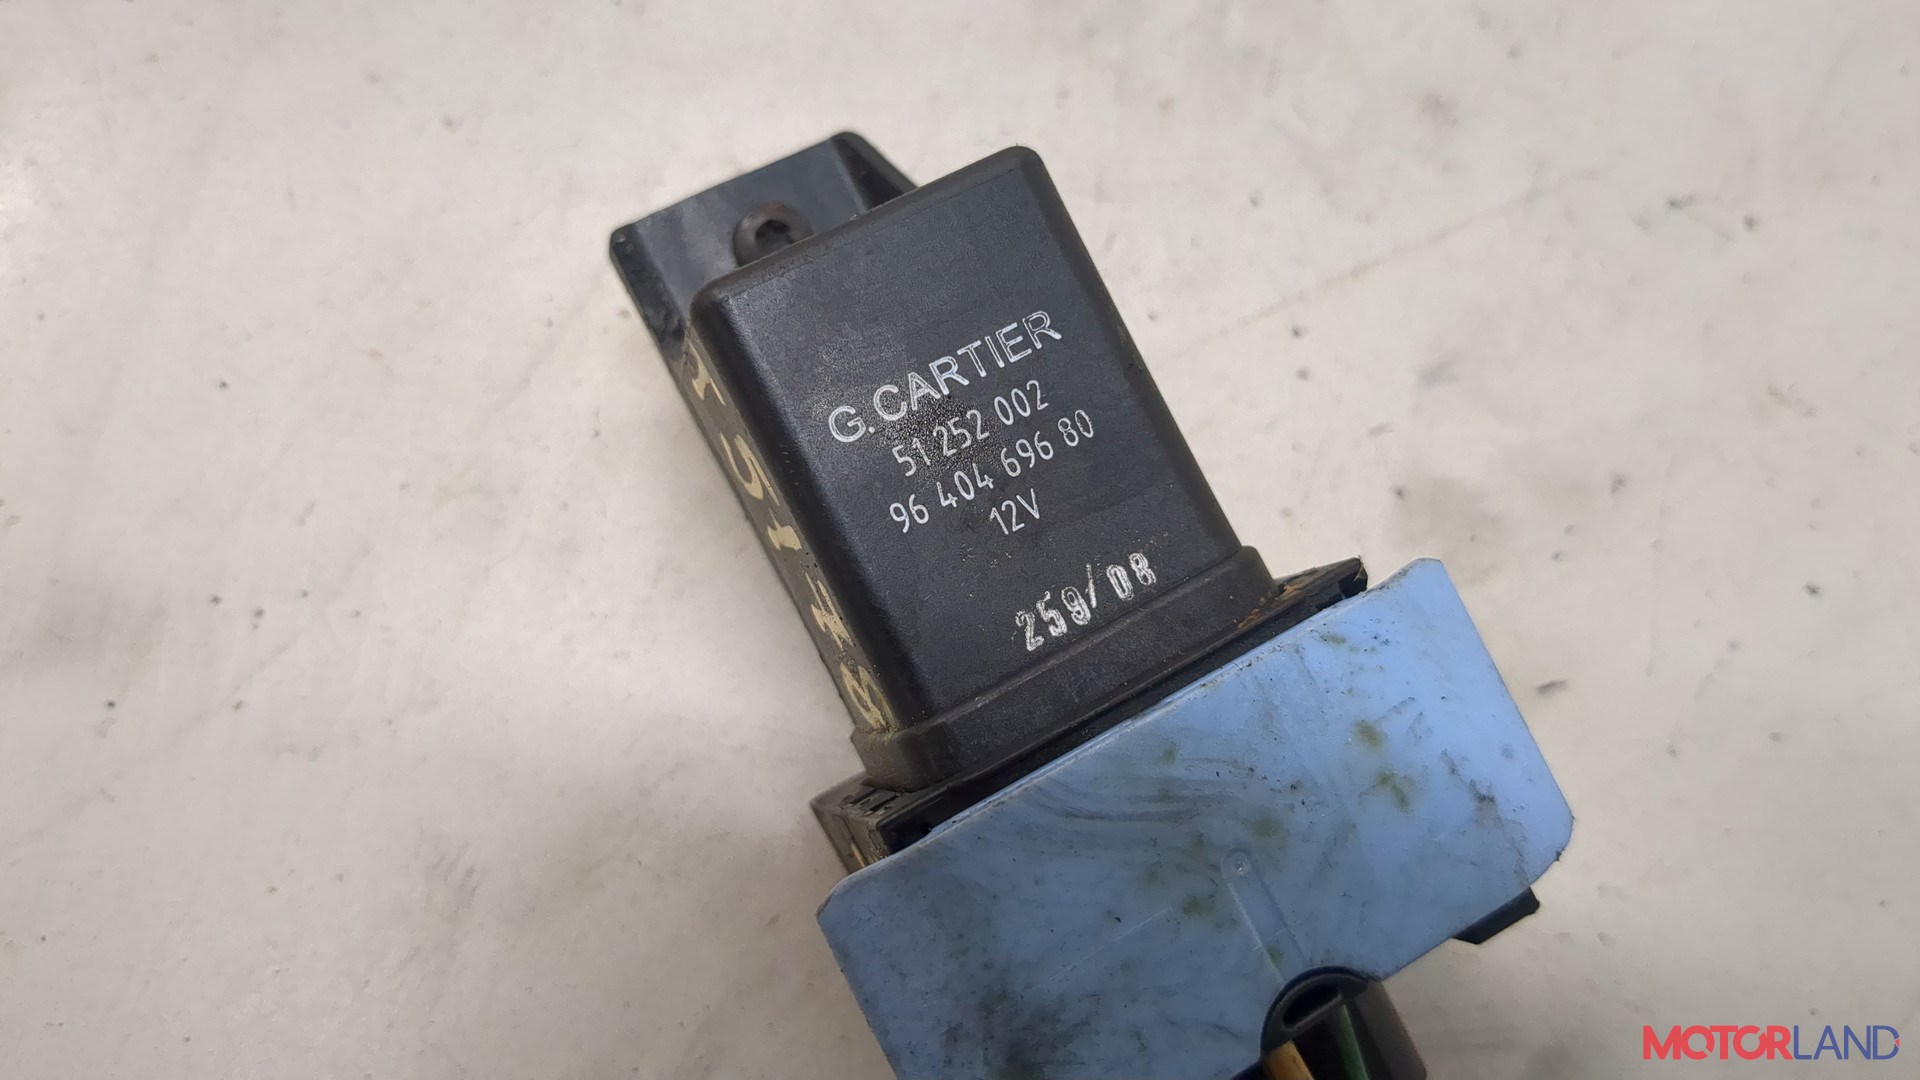 G. CARTIER
51 252 002
96 404 696 80
12V
259/08
MOTORLAND